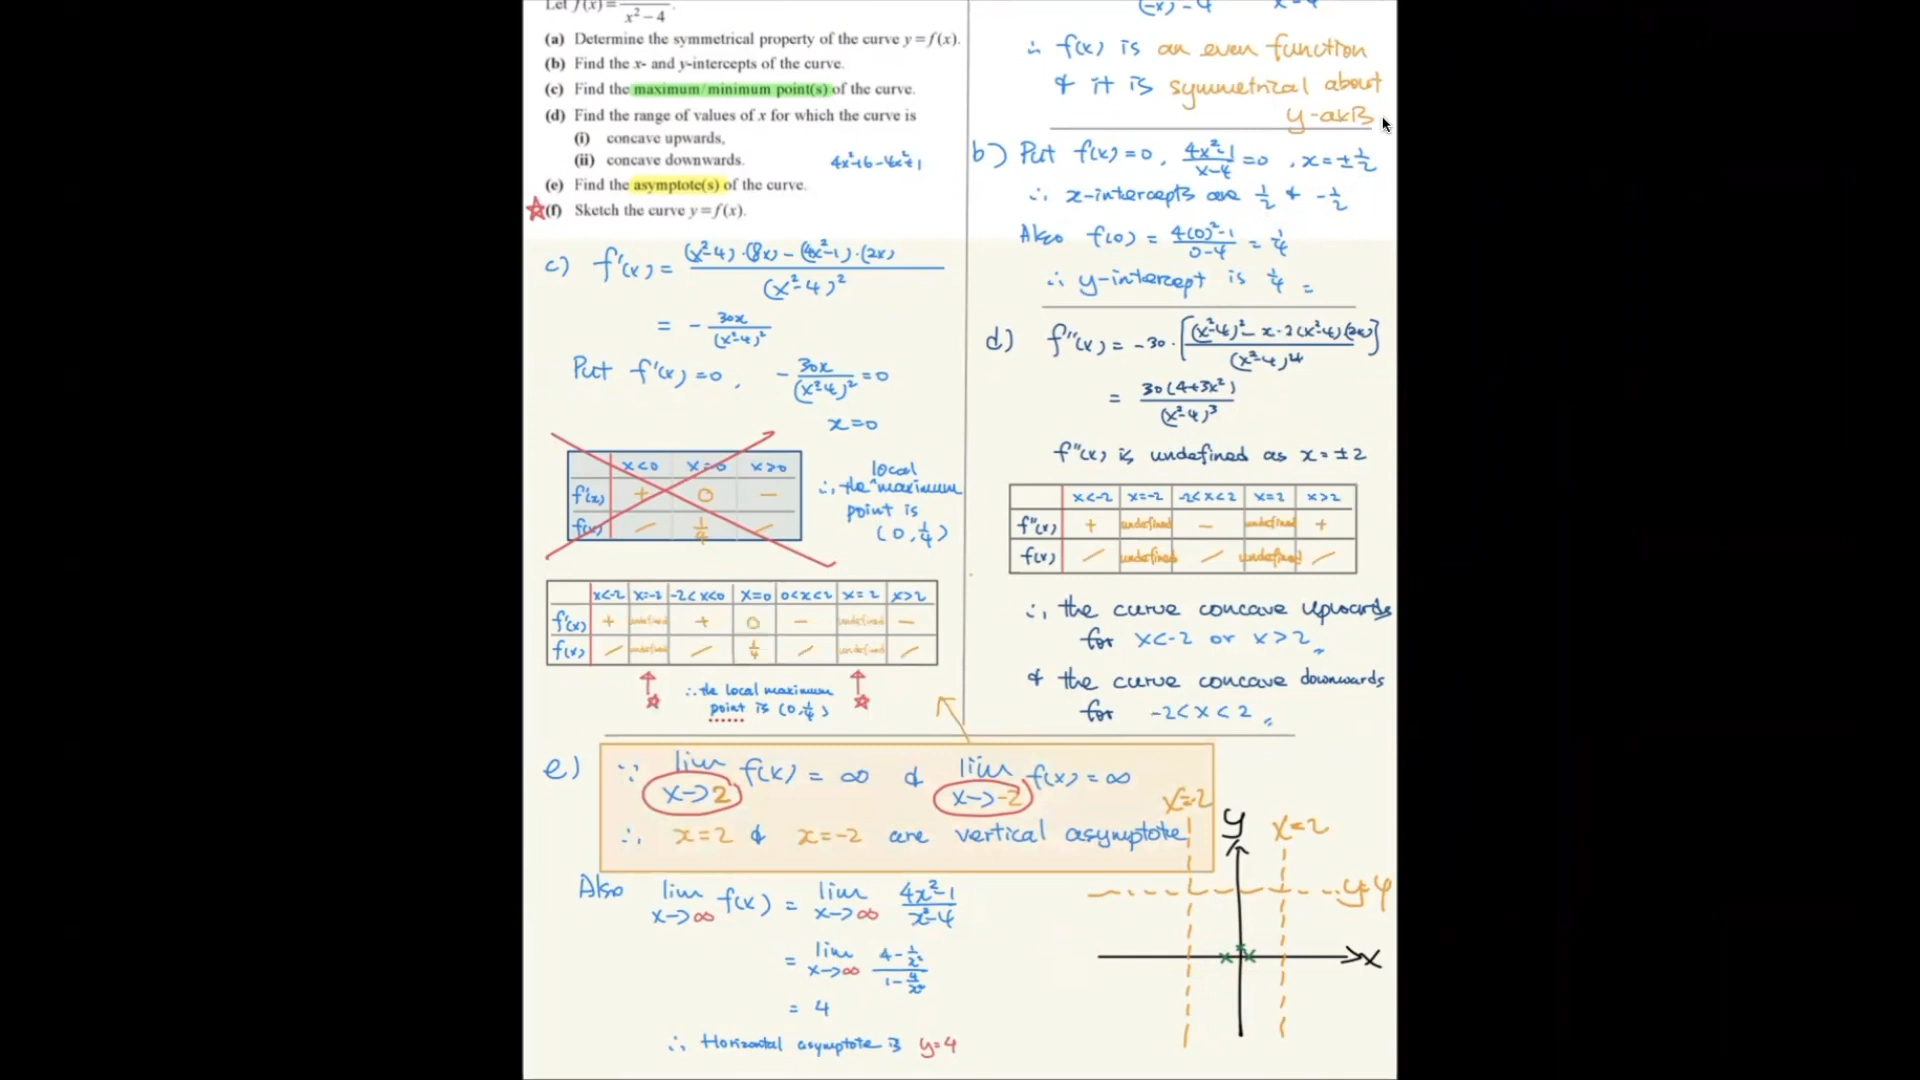 Let f(x) = x² − 4 .
(a) Determine the symmetrical property of the curve y = f(x).
(b) Find the x- and y-intercepts of the curve.
(c) Find the maximum/minimum point(s) of the curve.
(d) Find the range of values of x for which the curve is
(i) concave upwards,
(ii) concave downwards.
(e) Find the asymptote(s) of the curve.
(f) Sketch the curve y = f(x).
c) f'(x) = (x²-4)·(8x) - (4x²-1)·(2x) / (x²-4)²
= - 30x / (x²-4)²
Put f'(x) = 0 , - 30x / (x²-4)² = 0
x = 0
x<0 x=0 x>0
f'(x) + 0 −
f(x) 1/4
local
∴ the ^ maximum
point is
(0, 1/4)
x<-2 x=-2 -2<x<0 x=0 0<x<2 x=2 x>2
f'(x) + undefined + 0 − undefined −
f(x) undefined 1/4 undefined
∴ the local maximum
point is (0, 1/4)
∴ f(x) is an even function
& it is symmetrical about
y-axis
b) Put f(x) = 0 , 4x²-1 / x-4 = 0 , x = ± 1/2
∴ x-intercepts are 1/2 & -1/2
Also f(0) = 4(0)²-1 / 0-4 = 1/4
∴ y-intercept is 1/4 =
d) f''(x) = -30 · [ (x²-4)² - x·2(x²-4)(2x) / (x²-4)⁴ ]
= 30(4+3x²) / (x²-4)³
f''(x) is undefined as x = ±2
x<-2 x=-2 -2<x<2 x=2 x>2
f''(x) + undefined − undefined +
f(x) undefined undefined
∴ the curve concave upwards
for x<-2 or x>2
& the curve concave downwards
for -2<x<2
e) ∵ lim x→2 f(x) = ∞ & lim x→-2 f(x) = ∞
∴ x=2 & x=-2 are vertical asymptote
Also lim x→∞ f(x) = lim x→∞ 4x²-1 / x²-4
= lim x→∞ 4 - 1/x² / 1 - 4/x²
= 4
∴ Horizontal asymptote is y=4
x=-2
y
x=2
y=4
x